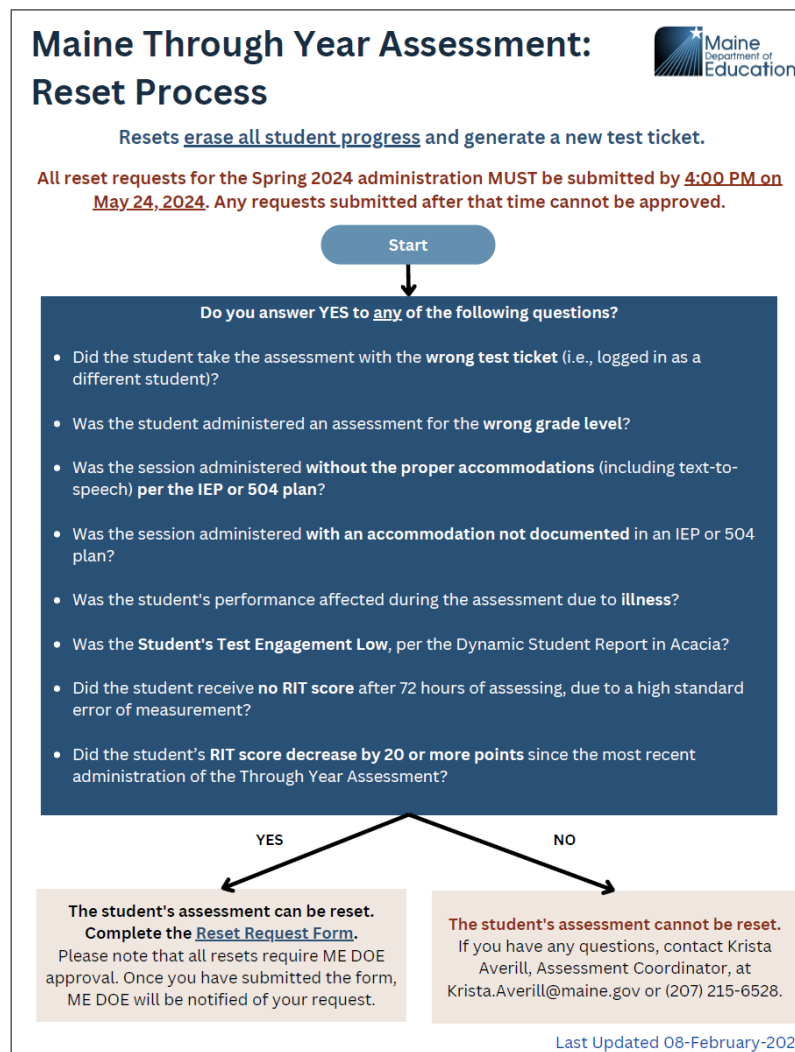 Maine Through Year Assessment:
Reset Process
Maine
Department of
Education
Resets erase all student progress and generate a new test ticket.
All reset requests for the Spring 2024 administration MUST be submitted by 4:00 PM on
May 24, 2024. Any requests submitted after that time cannot be approved.
Start
Do you answer YES to any of the following questions?
• Did the student take the assessment with the wrong test ticket (i.e., logged in as a
different student)?
• Was the student administered an assessment for the wrong grade level?
• Was the session administered without the proper accommodations (including text-to-
speech) per the IEP or 504 plan?
• Was the session administered with an accommodation not documented in an IEP or 504
plan?
• Was the student's performance affected during the assessment due to illness?
• Was the Student's Test Engagement Low, per the Dynamic Student Report in Acacia?
• Did the student receive no RIT score after 72 hours of assessing, due to a high standard
error of measurement?
• Did the student’s RIT score decrease by 20 or more points since the most recent
administration of the Through Year Assessment?
YES
NO
The student's assessment can be reset.
Complete the Reset Request Form.
Please note that all resets require ME DOE
approval. Once you have submitted the form,
ME DOE will be notified of your request.
The student's assessment cannot be reset.
If you have any questions, contact Krista
Averill, Assessment Coordinator, at
Krista.Averill@maine.gov or (207) 215-6528.
Last Updated 08-February-202